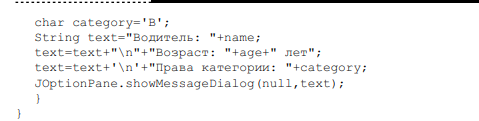 char category='B';
String text="Водитель: "+name;
text=text+"\n"+"Возраст: "+age+" лет";
text=text+'\n'+"Права категории: "+category;
JOptionPane.showMessageDialog(null,text);
}
}